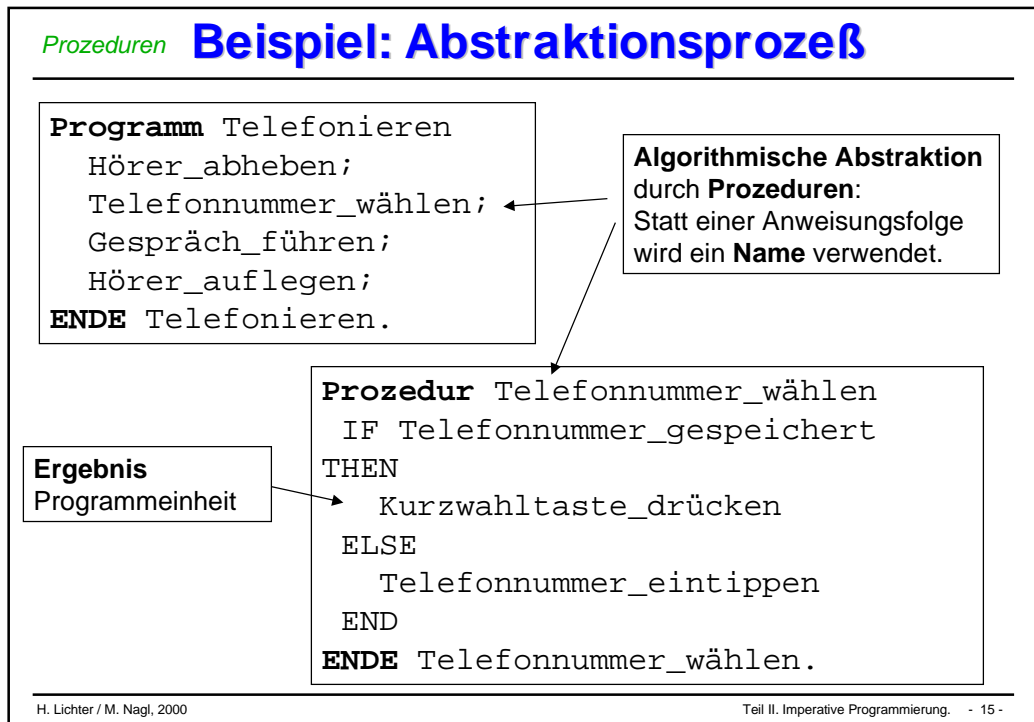 Prozeduren Beispiel: Abstraktionsprozeß
Programm Telefonieren
Hörer_abheben;
Telefonnummer_wählen;
Gespräch_führen;
Hörer_auflegen;
ENDE Telefonieren.
Algorithmische Abstraktion
durch Prozeduren:
Statt einer Anweisungsfolge
wird ein Name verwendet.
Prozedur Telefonnummer_wählen
IF Telefonnummer_gespeichert
THEN
Kurzwahltaste_drücken
ELSE
Telefonnummer_eintippen
END
ENDE Telefonnummer_wählen.
Ergebnis
Programmeinheit
H. Lichter / M. Nagl, 2000
Teil II. Imperative Programmierung. - 15 -